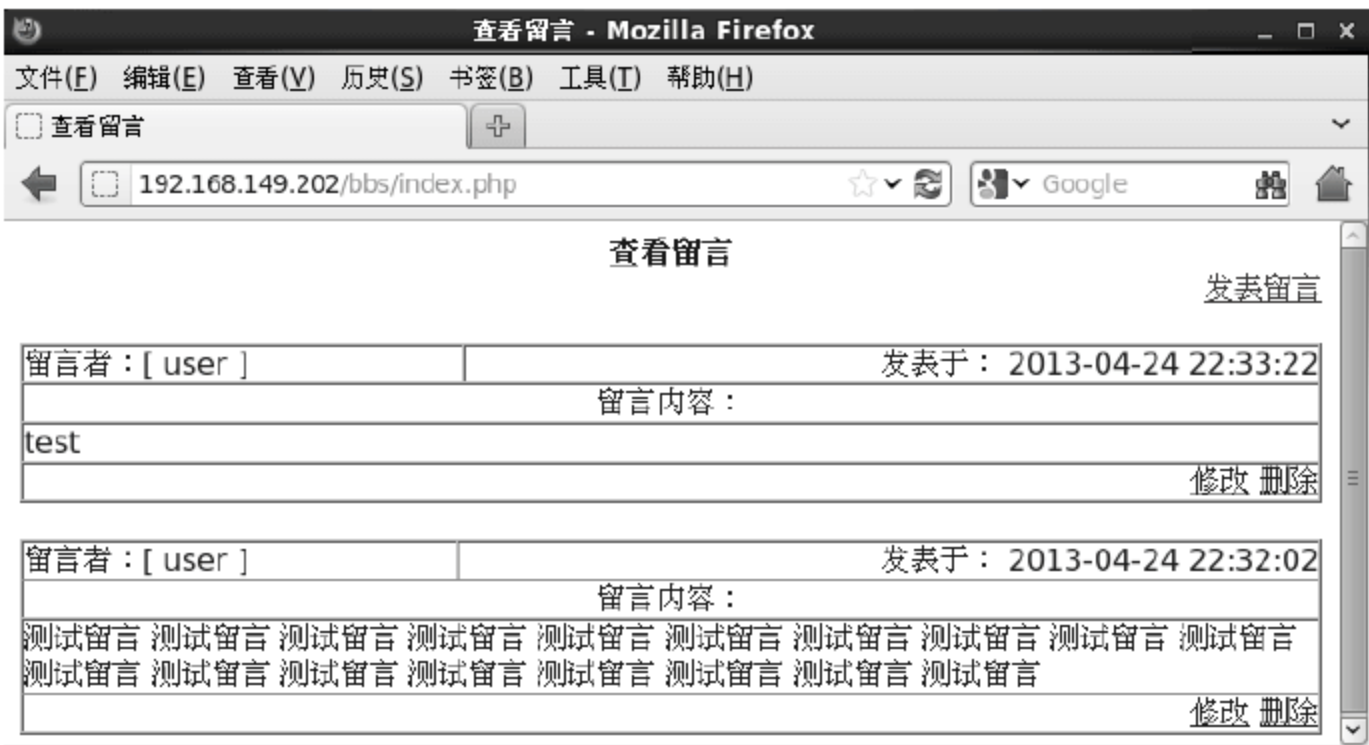 查看留言 - Mozilla Firefox
文件(F) 编辑(E) 查看(V) 历史(S) 书签(B) 工具(T) 帮助(H)
查看留言
192.168.149.202/bbs/index.php Google
查看留言
发表留言
留言者：[ user ] 发表于： 2013-04-24 22:33:22
留言内容：
test
修改 删除
留言者：[ user ] 发表于： 2013-04-24 22:32:02
留言内容：
测试留言 测试留言 测试留言 测试留言 测试留言 测试留言 测试留言 测试留言 测试留言 测试留言
测试留言 测试留言 测试留言 测试留言 测试留言 测试留言 测试留言 测试留言
修改 删除